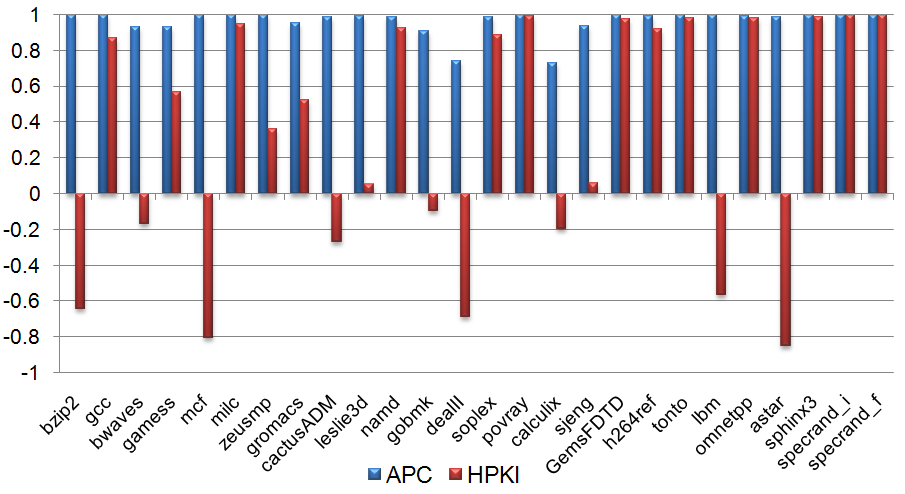 1
0.8
0.6
0.4
0.2
0
-0.2
-0.4
-0.6
-0.8
-1
bzip2
gcc
bwaves
gamess
mcf
milc
zeusmp
gromacs
cactusADM
leslie3d
namd
gobmk
dealII
soplex
povray
calculix
sjeng
GemsFDTD
h264ref
tonto
lbm
omnetpp
astar
sphinx3
specrand_i
specrand_f
APC
HPKI